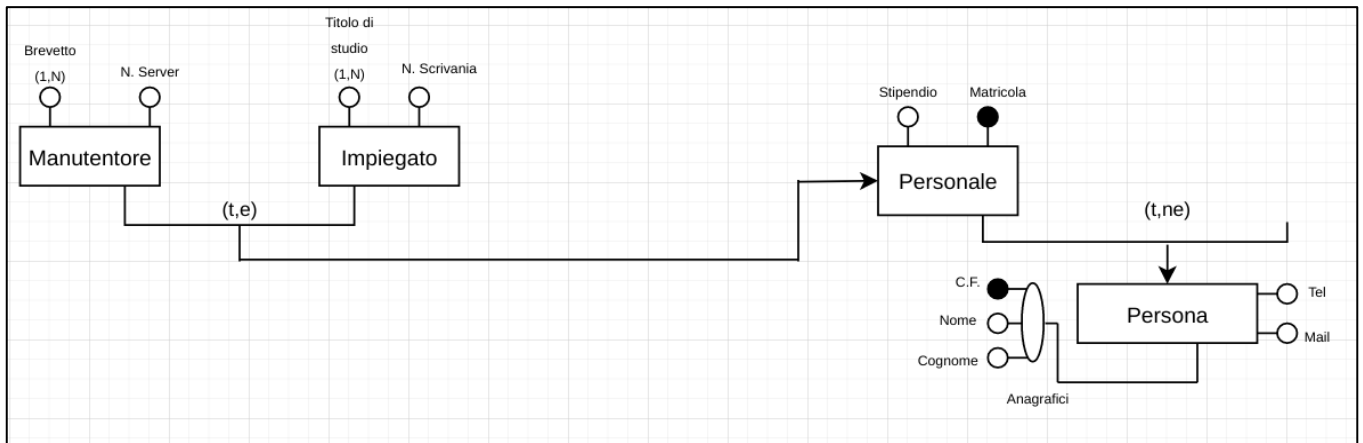 Brevetto
(1,N)
N. Server
Titolo di
studio
(1,N)
N. Scrivania
Manutentore
Impiegato
(t,e)
Stipendio
Matricola
Personale
(t,ne)
C.F.
Nome
Cognome
Anagrafici
Persona
Tel
Mail